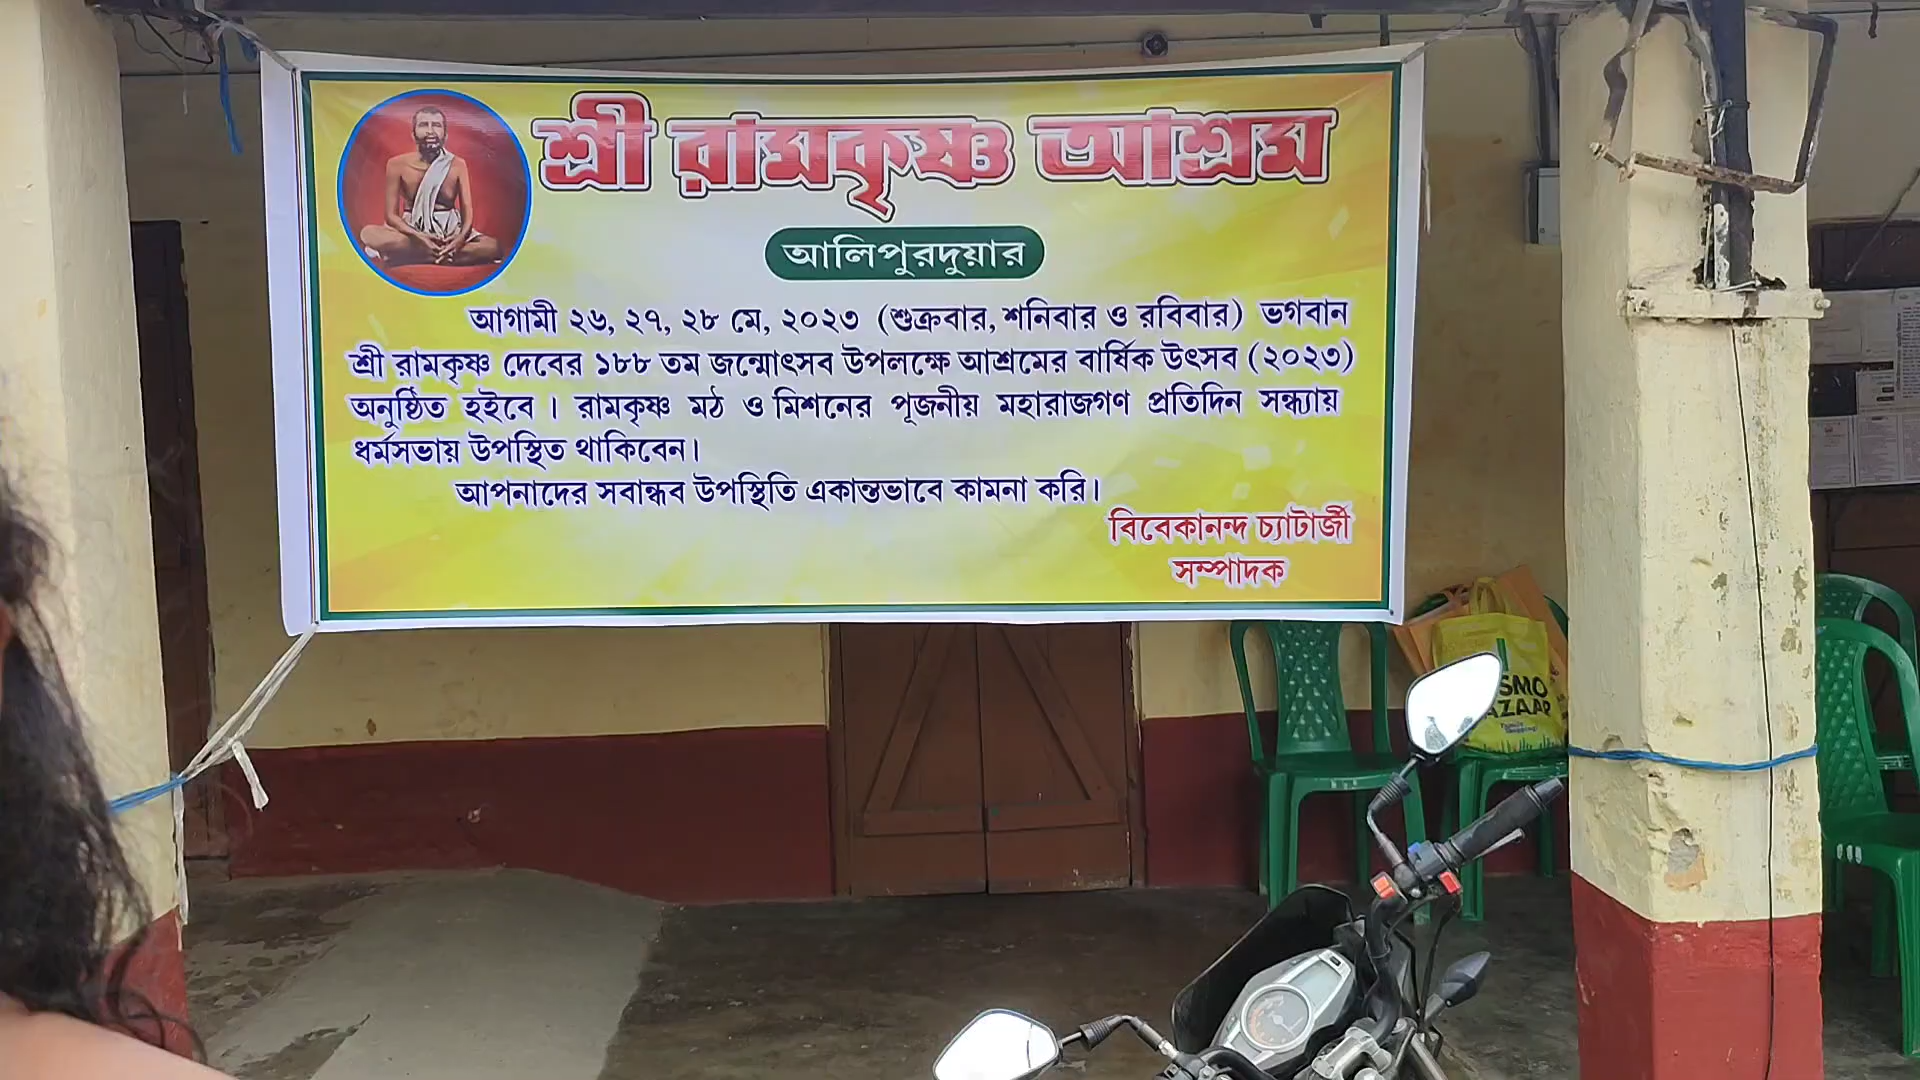 শ্রী রামকৃষ্ণ আশ্রম
আলিপুরদুয়ার
আগামী ২৬, ২৭, ২৮ মে, ২০২৩ (শুক্রবার, শনিবার ও রবিবার) ভগবান
শ্রী রামকৃষ্ণ দেবের ১৮৮ তম জন্মোৎসব উপলক্ষে আশ্রমের বার্ষিক উৎসব (২০২৩)
অনুষ্ঠিত হইবে। রামকৃষ্ণ মঠ ও মিশনের পূজনীয় মহারাজগণ প্রতিদিন সন্ধ্যায়
ধর্মসভায় উপস্থিত থাকিবেন।
আপনাদের সবান্ধব উপস্থিতি একান্তভাবে কামনা করি।
বিবেকানন্দ চ্যাটার্জী
সম্পাদক